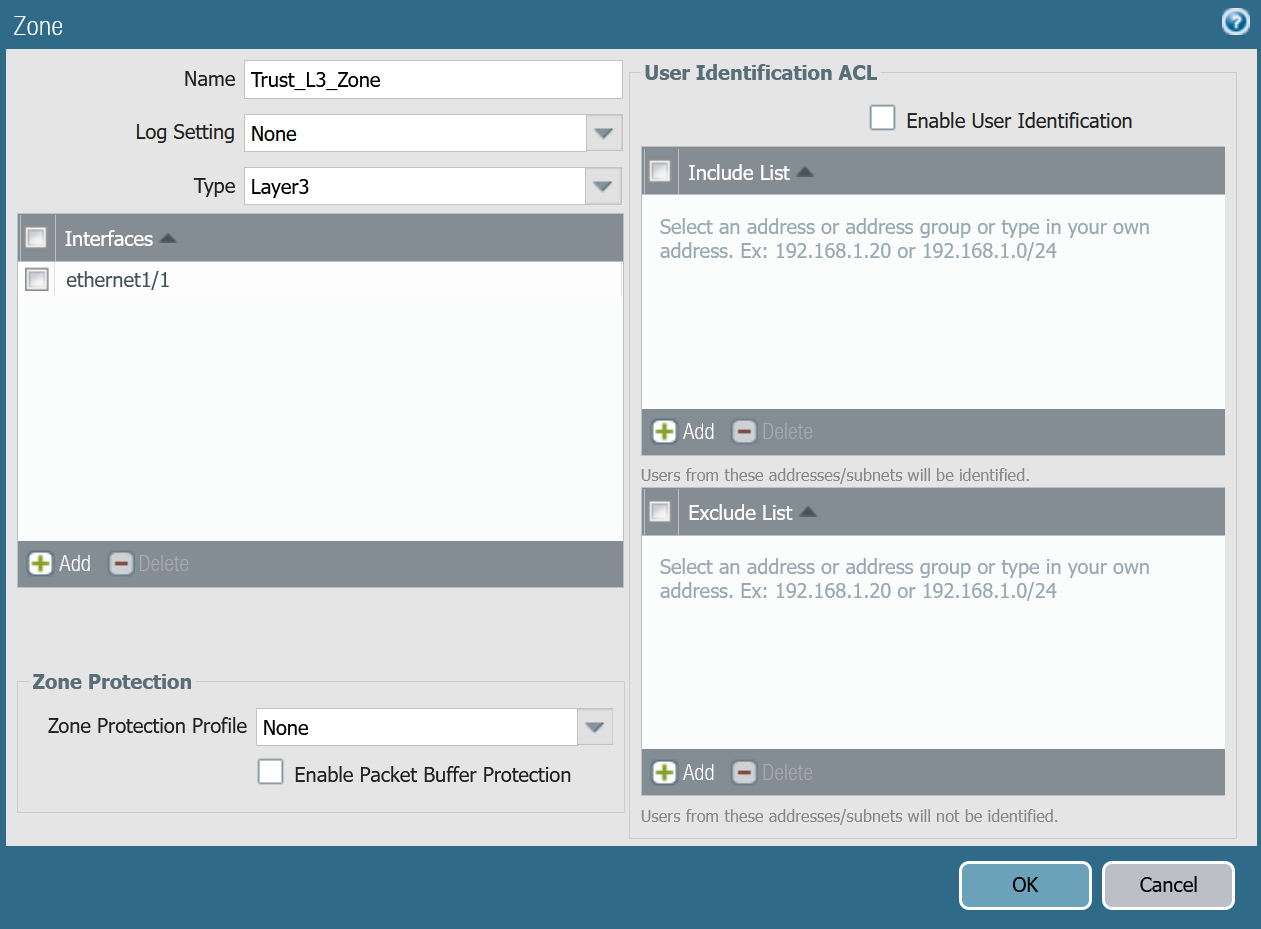 Zone
Name Trust_L3_Zone
Log Setting None
Type Layer3
Interfaces
ethernet1/1
Add Delete
Zone Protection
Zone Protection Profile None
Enable Packet Buffer Protection
User Identification ACL
Enable User Identification
Include List
Select an address or address group or type in your own
address. Ex: 192.168.1.20 or 192.168.1.0/24
Add Delete
Users from these addresses/subnets will be identified.
Exclude List
Select an address or address group or type in your own
address. Ex: 192.168.1.20 or 192.168.1.0/24
Add Delete
Users from these addresses/subnets will not be identified.
OK Cancel